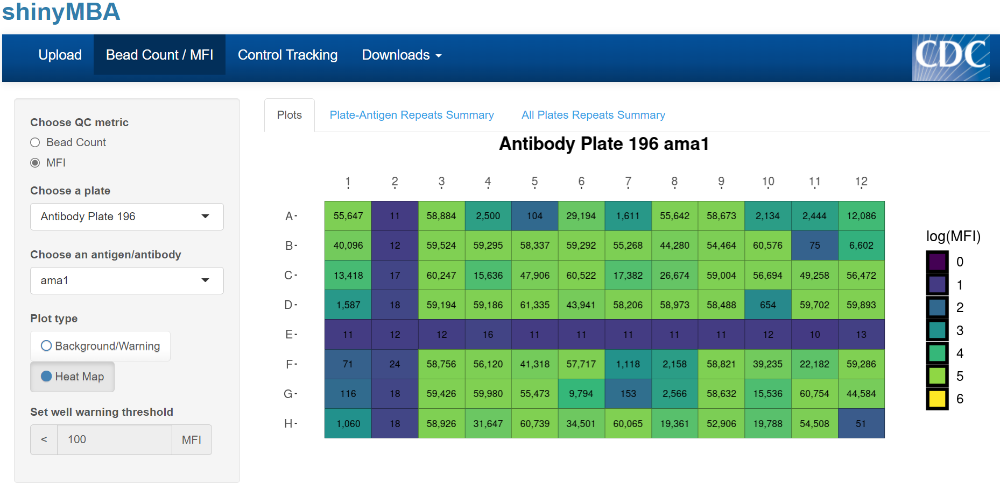 shinyMBA
Upload Bead Count / MFI Control Tracking Downloads CDC
Choose QC metric
Bead Count
MFI
Choose a plate
Antibody Plate 196
Choose an antigen/antibody
ama1
Plot type
Background/Warning
Heat Map
Set well warning threshold
< 100 MFI
Plots Plate-Antigen Repeats Summary All Plates Repeats Summary
Antibody Plate 196 ama1
1 2 3 4 5 6 7 8 9 10 11 12
A 55,647 11 58,884 2,500 104 29,194 1,611 55,642 58,673 2,134 2,444 12,086
B 40,096 12 59,524 59,295 58,337 59,292 55,268 44,280 54,464 60,576 75 6,602
C 13,418 17 60,247 15,636 47,906 60,522 17,382 26,674 59,004 56,694 49,258 56,472
D 1,587 18 59,194 59,186 61,335 43,941 58,206 58,973 58,488 654 59,702 59,893
E 11 12 12 16 11 11 11 11 11 12 10 13
F 71 24 58,756 56,120 41,318 57,717 1,118 2,158 58,821 39,235 22,182 59,286
G 116 18 59,426 59,980 55,473 9,794 153 2,566 58,632 15,536 60,754 44,584
H 1,060 18 58,926 31,647 60,739 34,501 60,065 19,361 52,906 19,788 54,508 51
log(MFI)
0
1
2
3
4
5
6